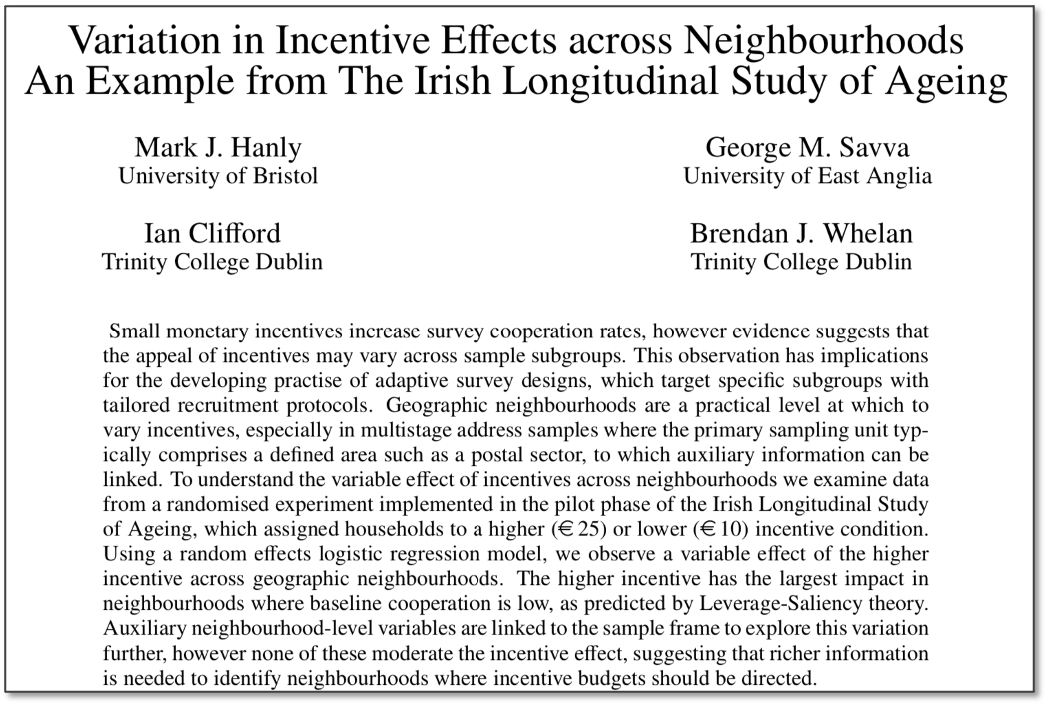 Variation in Incentive Effects across Neighbourhoods
An Example from The Irish Longitudinal Study of Ageing
Mark J. Hanly
University of Bristol
George M. Savva
University of East Anglia
Ian Clifford
Trinity College Dublin
Brendan J. Whelan
Trinity College Dublin
Small monetary incentives increase survey cooperation rates, however evidence suggests that
the appeal of incentives may vary across sample subgroups. This observation has implications
for the developing practise of adaptive survey designs, which target specific subgroups with
tailored recruitment protocols. Geographic neighbourhoods are a practical level at which to
vary incentives, especially in multistage address samples where the primary sampling unit typ-
ically comprises a defined area such as a postal sector, to which auxiliary information can be
linked. To understand the variable effect of incentives across neighbourhoods we examine data
from a randomised experiment implemented in the pilot phase of the Irish Longitudinal Study
of Ageing, which assigned households to a higher (€ 25) or lower (€ 10) incentive condition.
Using a random effects logistic regression model, we observe a variable effect of the higher
incentive across geographic neighbourhoods. The higher incentive has the largest impact in
neighbourhoods where baseline cooperation is low, as predicted by Leverage-Saliency theory.
Auxiliary neighbourhood-level variables are linked to the sample frame to explore this variation
further, however none of these moderate the incentive effect, suggesting that richer information
is needed to identify neighbourhoods where incentive budgets should be directed.